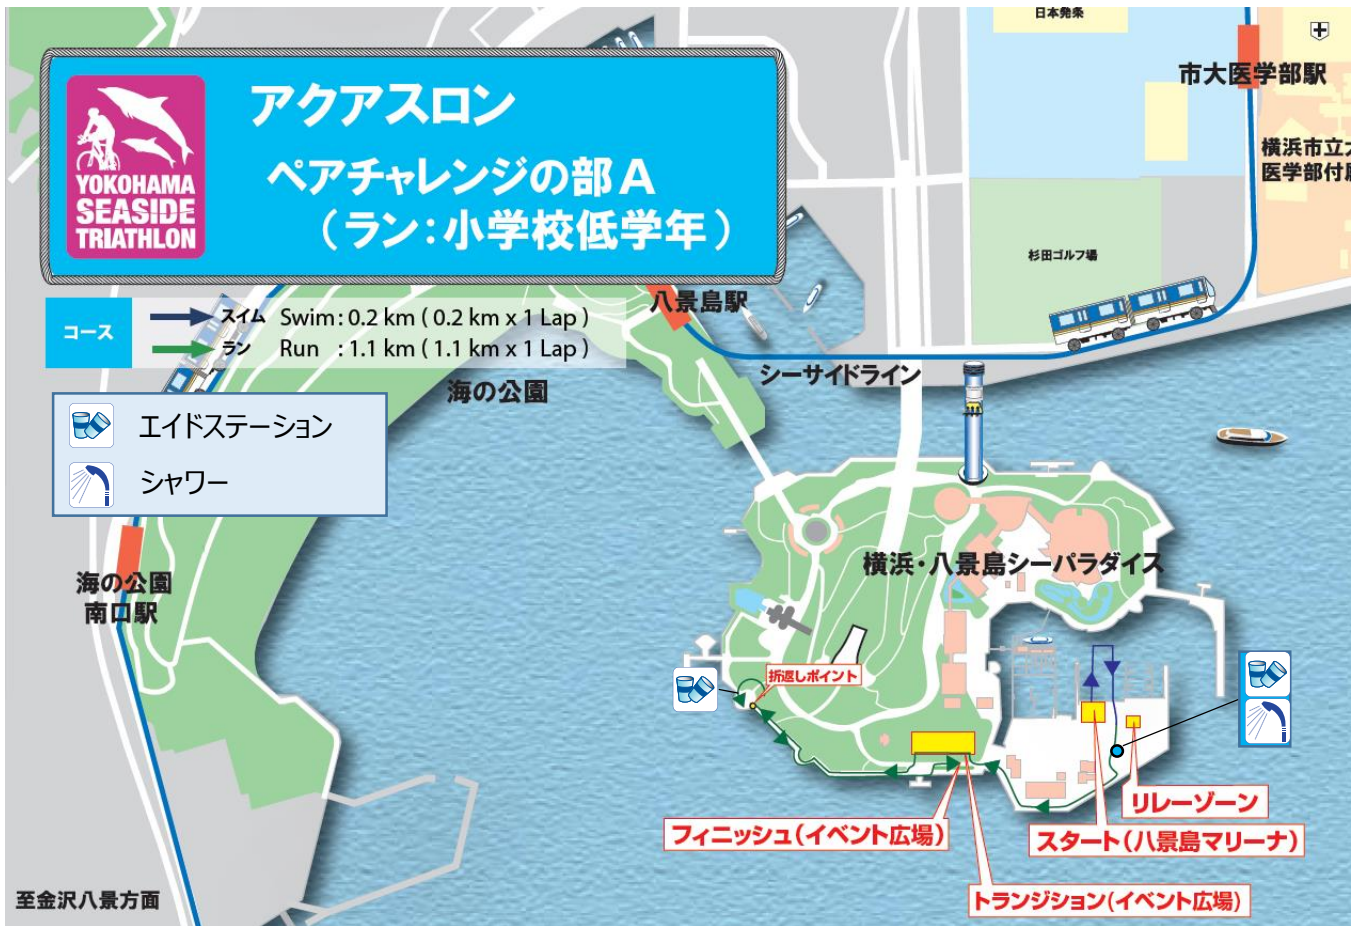 日本発条
市大医学部駅
横浜市立
医学部付
YOKOHAMA
SEASIDE
TRIATHLON
アクアスロン
ペアチャレンジの部 A
（ラン：小学校低学年）
杉田ゴルフ場
八景島駅
コース
スイム Swim : 0.2 km ( 0.2 km x 1 Lap )
ラン Run : 1.1 km ( 1.1 km x 1 Lap )
シーサイドライン
海の公園
エイドステーション
シャワー
横浜・八景島シーパラダイス
海の公園
南口駅
折返しポイント
リレーゾーン
フィニッシュ（イベント広場）
スタート（八景島マリーナ）
トランジション(イベント広場)
至金沢八景方面